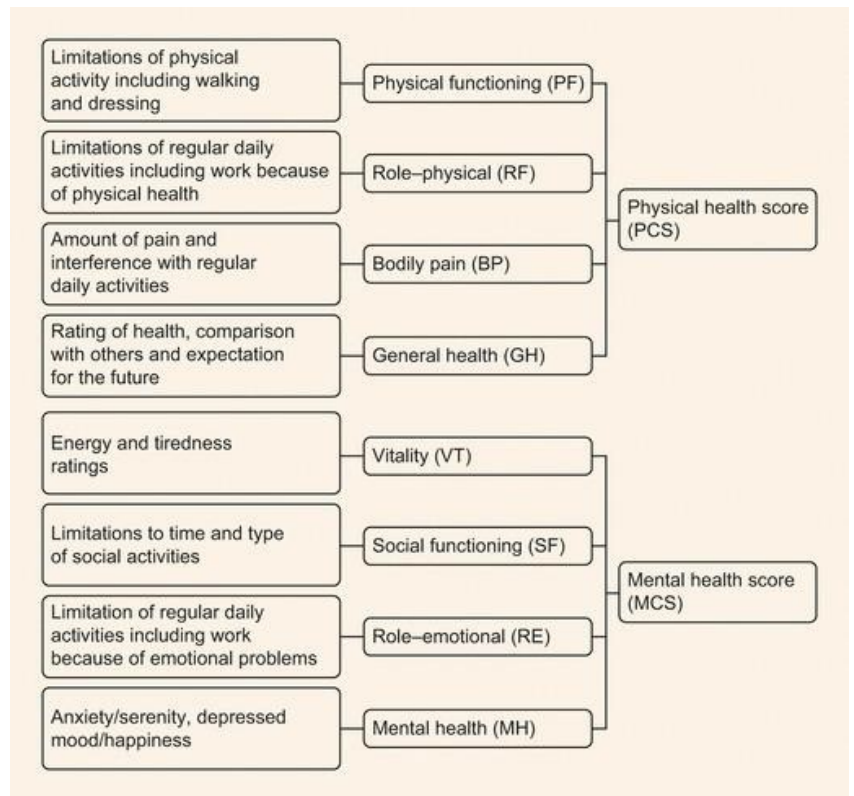 Limitations of physical
activity including walking
and dressing
Physical functioning (PF)
Limitations of regular daily
activities including work because
of physical health
Role–physical (RF)
Physical health score
(PCS)
Amount of pain and
interference with regular
daily activities
Bodily pain (BP)
Rating of health, comparison
with others and expectation
for the future
General health (GH)
Energy and tiredness
ratings
Vitality (VT)
Limitations to time and type
of social activities
Social functioning (SF)
Mental health score
(MCS)
Limitation of regular daily
activities including work
because of emotional problems
Role–emotional (RE)
Anxiety/serenity, depressed
mood/happiness
Mental health (MH)